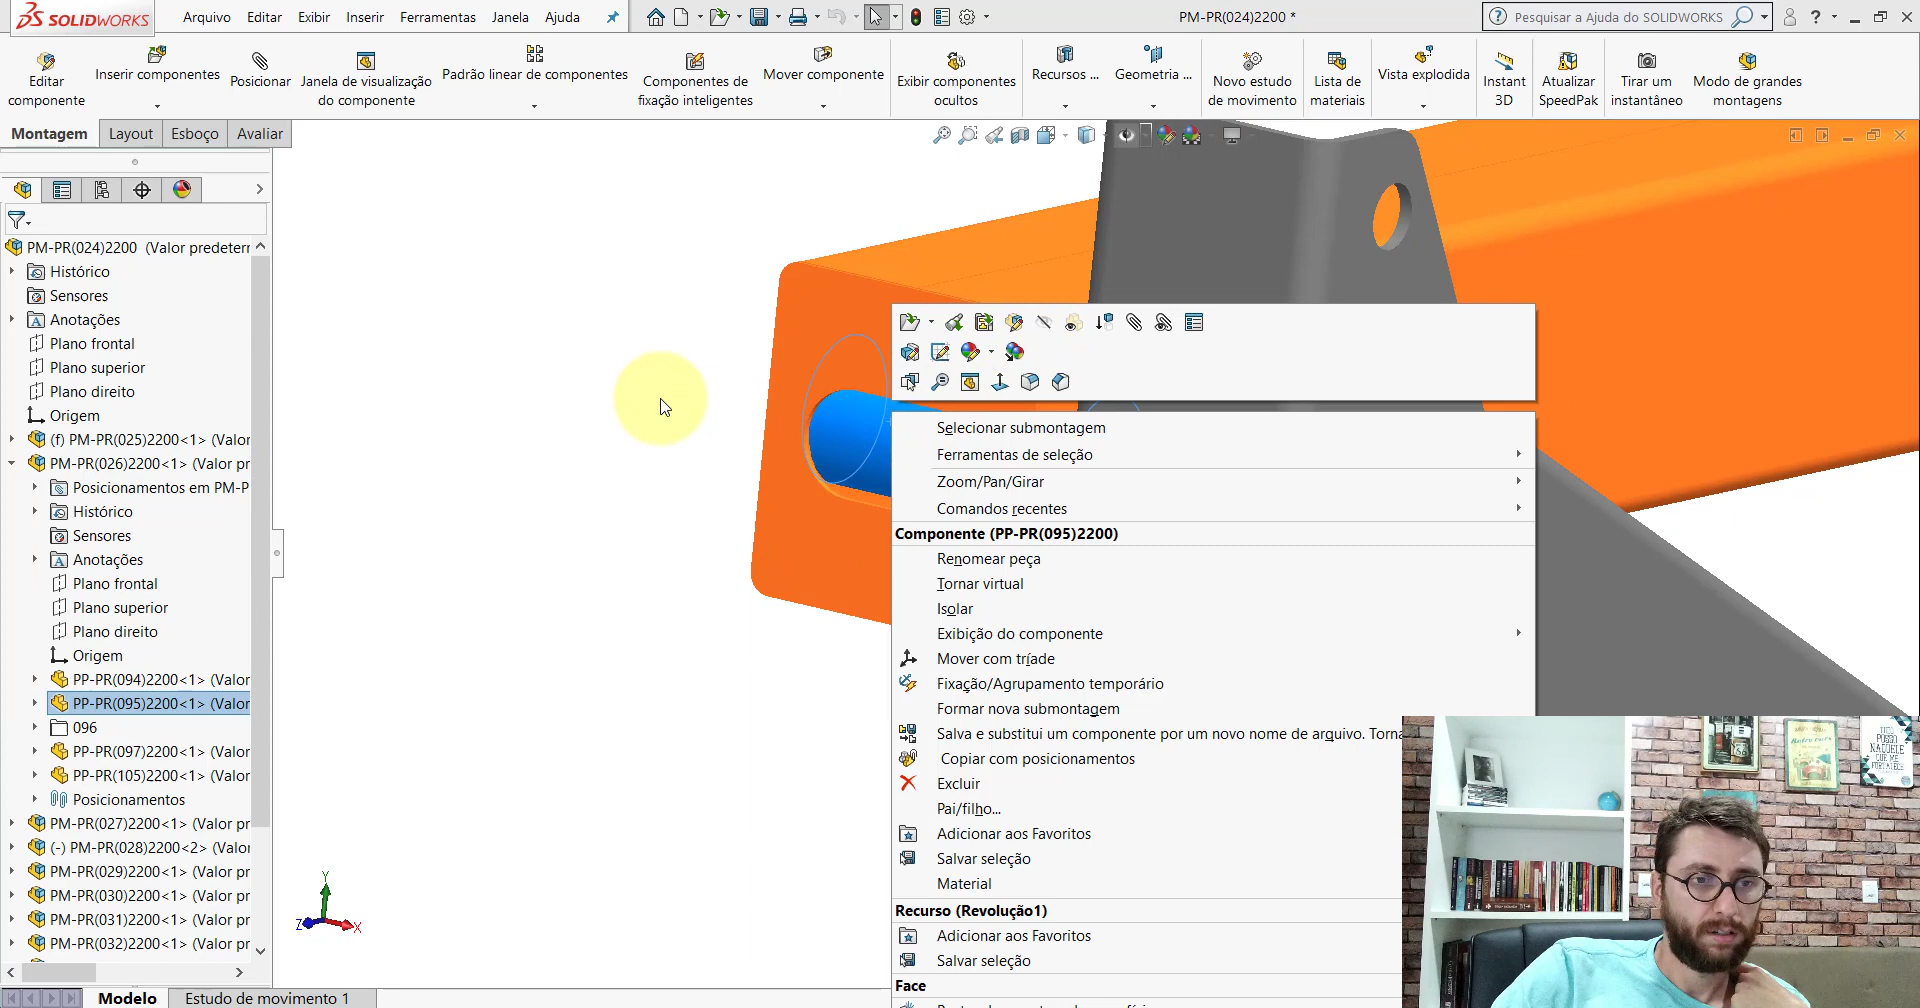 SOLIDWORKS
Arquivo Editar Exibir Inserir Ferramentas Janela Ajuda
PM-PR(024)2200 *
Pesquisar a Ajuda do SOLIDWORKS
Editar componente
Inserir componentes
Posicionar
Janela de visualização do componente
Padrão linear de componentes
Componentes de fixação inteligentes
Mover componente
Exibir componentes ocultos
Recursos ...
Geometria ...
Novo estudo de movimento
Lista de materiais
Vista explodida
Instant 3D
Atualizar SpeedPak
Tirar um instantâneo
Modo de grandes montagens
Montagem Layout Esboço Avaliar
PM-PR(024)2200 (Valor predeterr
Histórico
Sensores
Anotações
Plano frontal
Plano superior
Plano direito
Origem
(f) PM-PR(025)2200<1> (Valor
PM-PR(026)2200<1> (Valor pr
Posicionamentos em PM-P
Histórico
Sensores
Anotações
Plano frontal
Plano superior
Plano direito
Origem
PP-PR(094)2200<1> (Valor
PP-PR(095)2200<1> (Valor
096
PP-PR(097)2200<1> (Valor
PP-PR(105)2200<1> (Valor
Posicionamentos
PM-PR(027)2200<1> (Valor pr
(-) PM-PR(028)2200<2> (Valor
PM-PR(029)2200<1> (Valor pr
PM-PR(030)2200<1> (Valor pr
PM-PR(031)2200<1> (Valor pr
PM-PR(032)2200<1> (Valor pr
Selecionar submontagem
Ferramentas de seleção
Zoom/Pan/Girar
Comandos recentes
Componente (PP-PR(095)2200)
Renomear peça
Tornar virtual
Isolar
Exibição do componente
Mover com tríade
Fixação/Agrupamento temporário
Formar nova submontagem
Salva e substitui um componente por um novo nome de arquivo. Torna
Copiar com posicionamentos
Excluir
Pai/filho...
Adicionar aos Favoritos
Salvar seleção
Material
Recurso (Revolução1)
Adicionar aos Favoritos
Salvar seleção
Face
Y
Z
X
Modelo Estudo de movimento 1
POSSO
NAQUELE
QUE ME
FORTALECE